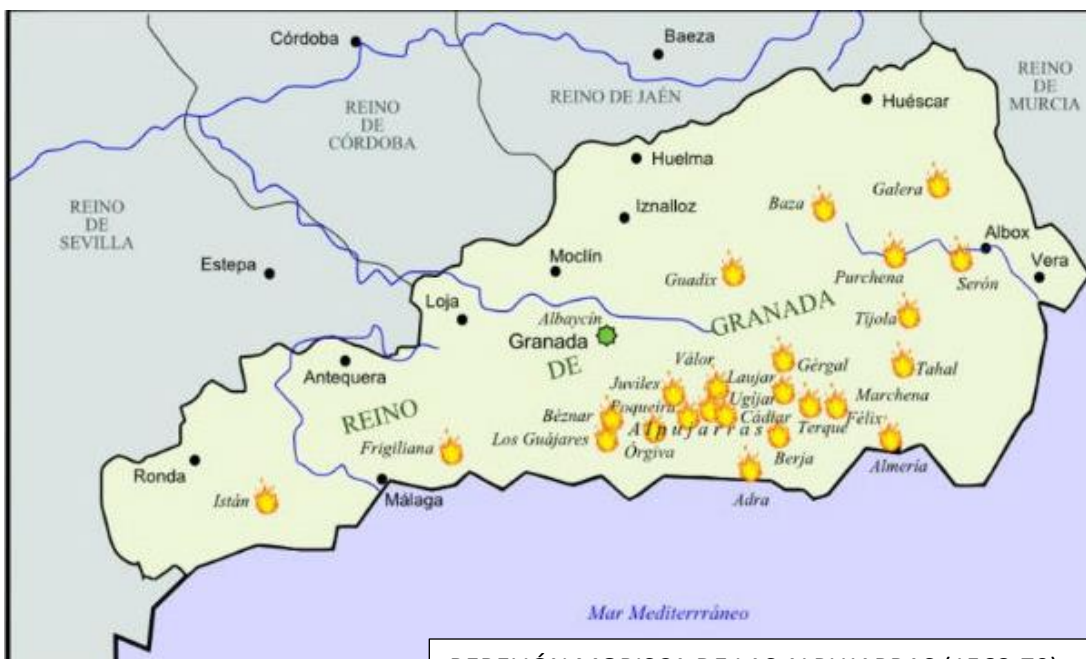 Córdoba
Baeza
REINO DE JAÉN
REINO
DE
MURCIA
REINO
DE
CÓRDOBA
Huéscar
Huelma
Galera
REINO
DE
SEVILLA
Iznalloz
Baza
Albox
Estepa
Moclín
Guadix
Purchena
Serón
Vera
Loja
Albaycín
GRANADA
Tíjola
Granada
DE
Antequera
Válor
Gérgal
Tahal
Juviles
Laujar
Poqueira
Ugíjar
Marchena
REINO
Béznar
Cádiar
Félix
Los Guájares
Alpujarras
Terque
Frigiliana
Órgiva
Berja
Almería
Ronda
Istán
Málaga
Adra
Mar Mediterrráneo